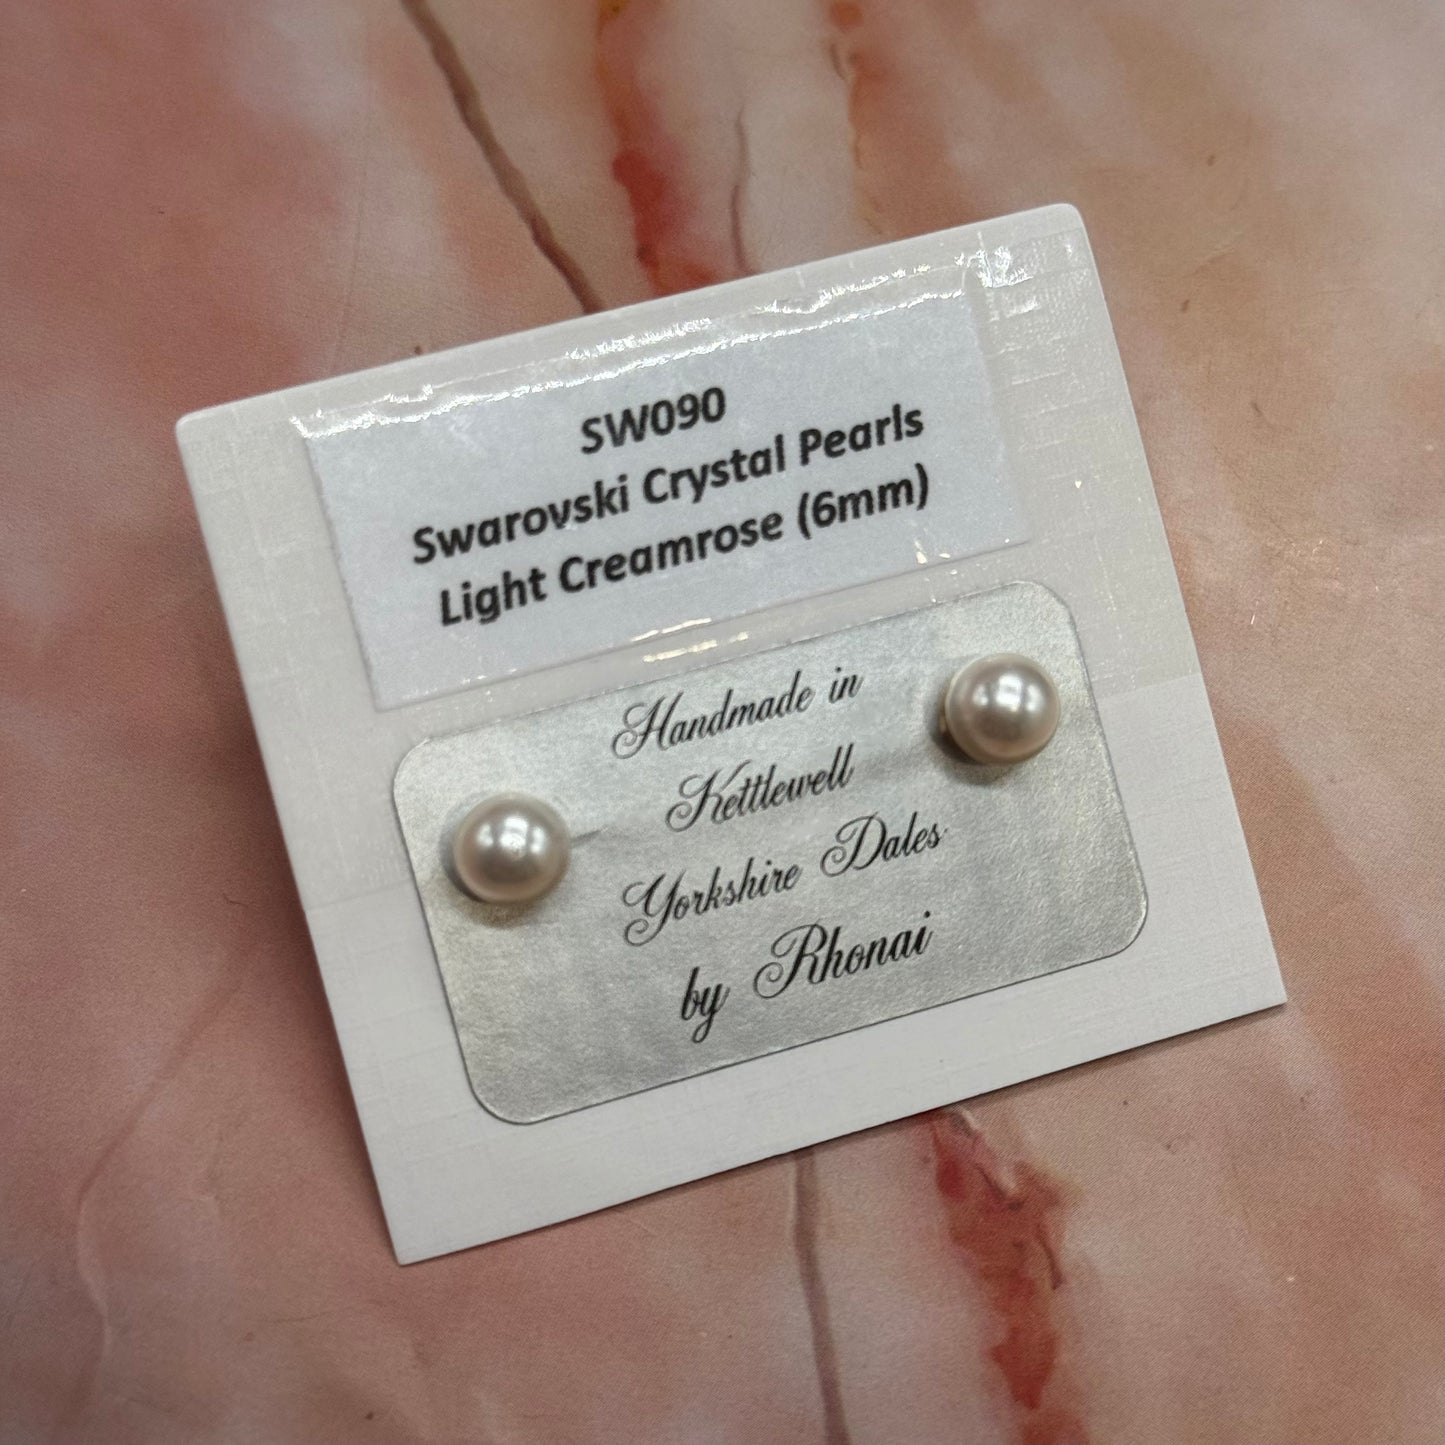 SW090
Swarovski Crystal Pearls
Light Creamrose (6mm)
Handmade in
Kettlewell
Yorkshire Dales
by Rhonai